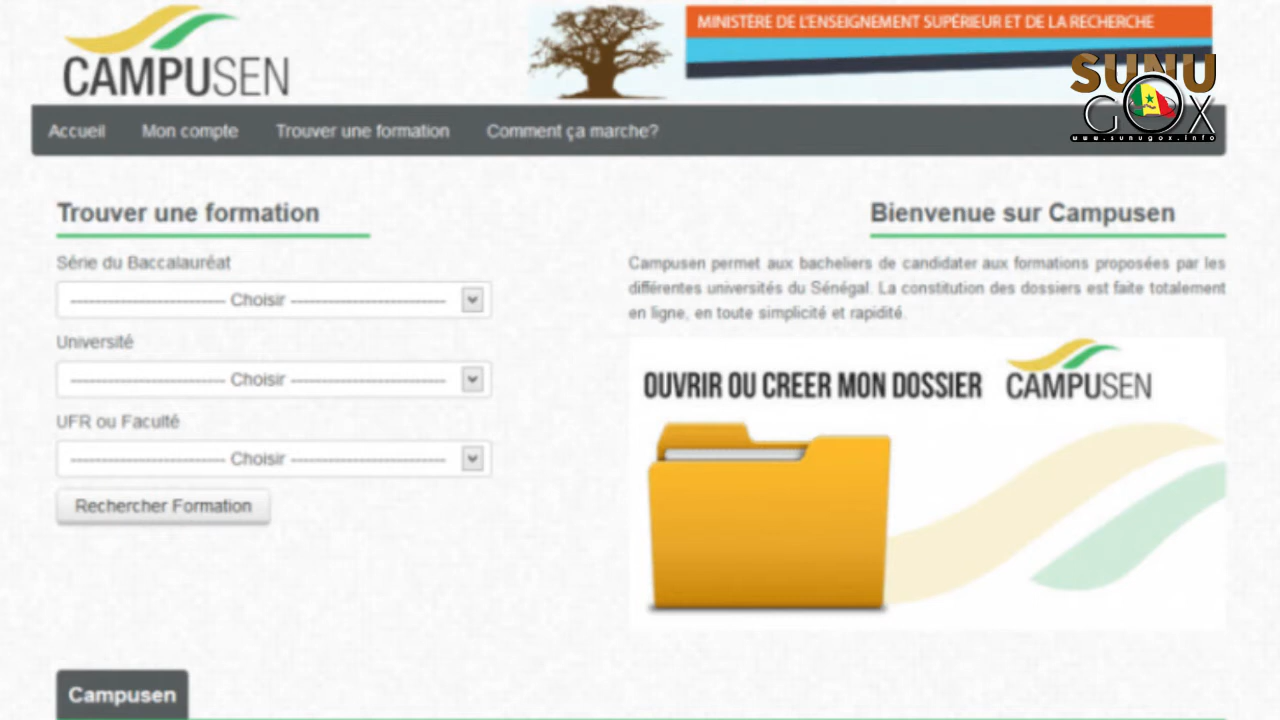 CAMPUSEN
MINISTÈRE DE L'ENSEIGNEMENT SUPÉRIEUR ET DE LA RECHERCHE
SUNU
GOX
www.sunugox.info
Accueil Mon compte Trouver une formation Comment ça marche?
Trouver une formation
Série du Baccalauréat
Choisir
Université
Choisir
UFR ou Faculté
Choisir
Rechercher Formation
Bienvenue sur Campusen
Campusen permet aux bacheliers de candidater aux formations proposées par les
différentes universités du Sénégal. La constitution des dossiers est faite totalement
en ligne, en toute simplicité et rapidité.
OUVRIR OU CREER MON DOSSIER CAMPUSEN
Campusen